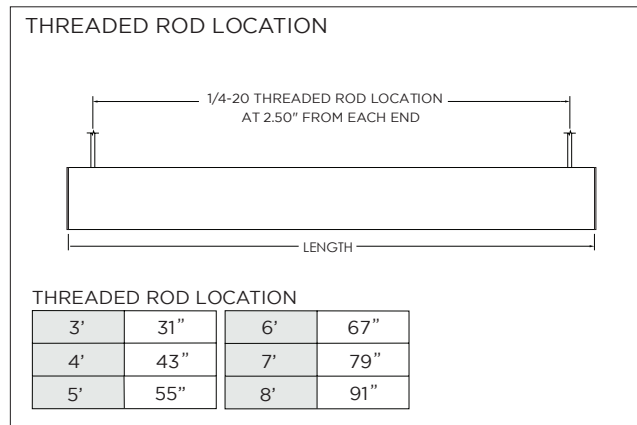 THREADED ROD LOCATION
1/4-20 THREADED ROD LOCATION
AT 2.50" FROM EACH END
LENGTH
THREADED ROD LOCATION
3' 31" 6' 67"
4' 43" 7' 79"
5' 55" 8' 91"